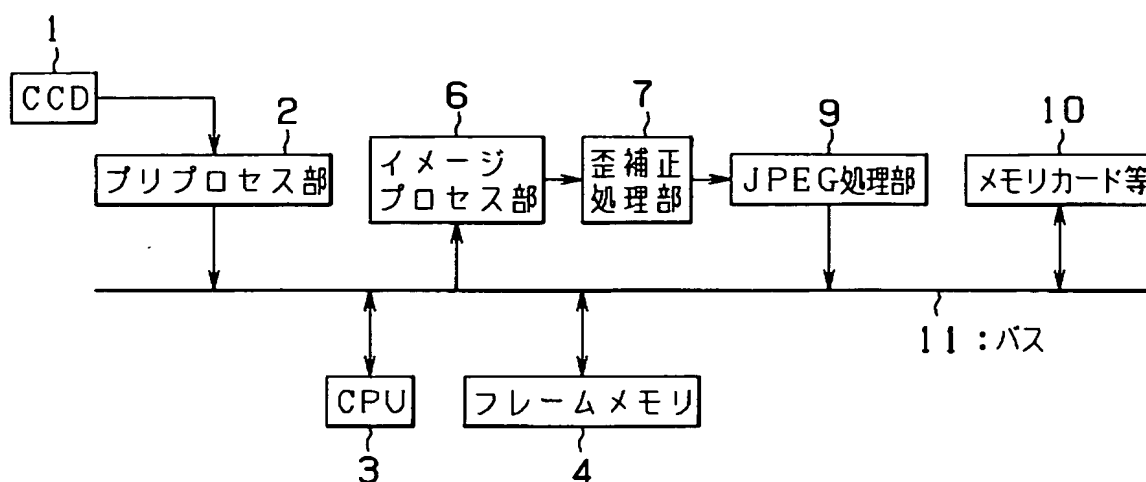 1
CCD
2
プリプロセス部
6
イメージ
プロセス部
7
歪補正
処理部
9
JPEG処理部
10
メモリカード等
11:バス
CPU
3
フレームメモリ
4